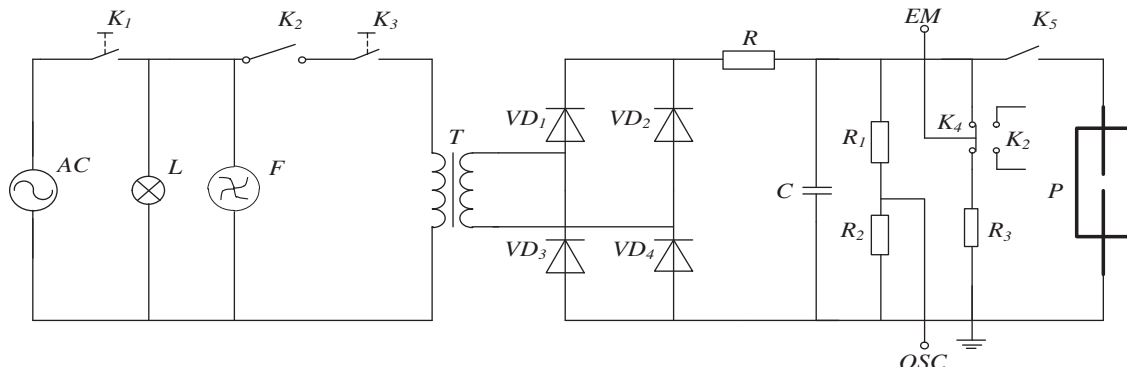 K1
K2
K3
EM
K5
R
VD1
VD2
T
R1
K4
K2
AC
L
F
C
P
R2
R3
VD3
VD4
OSC